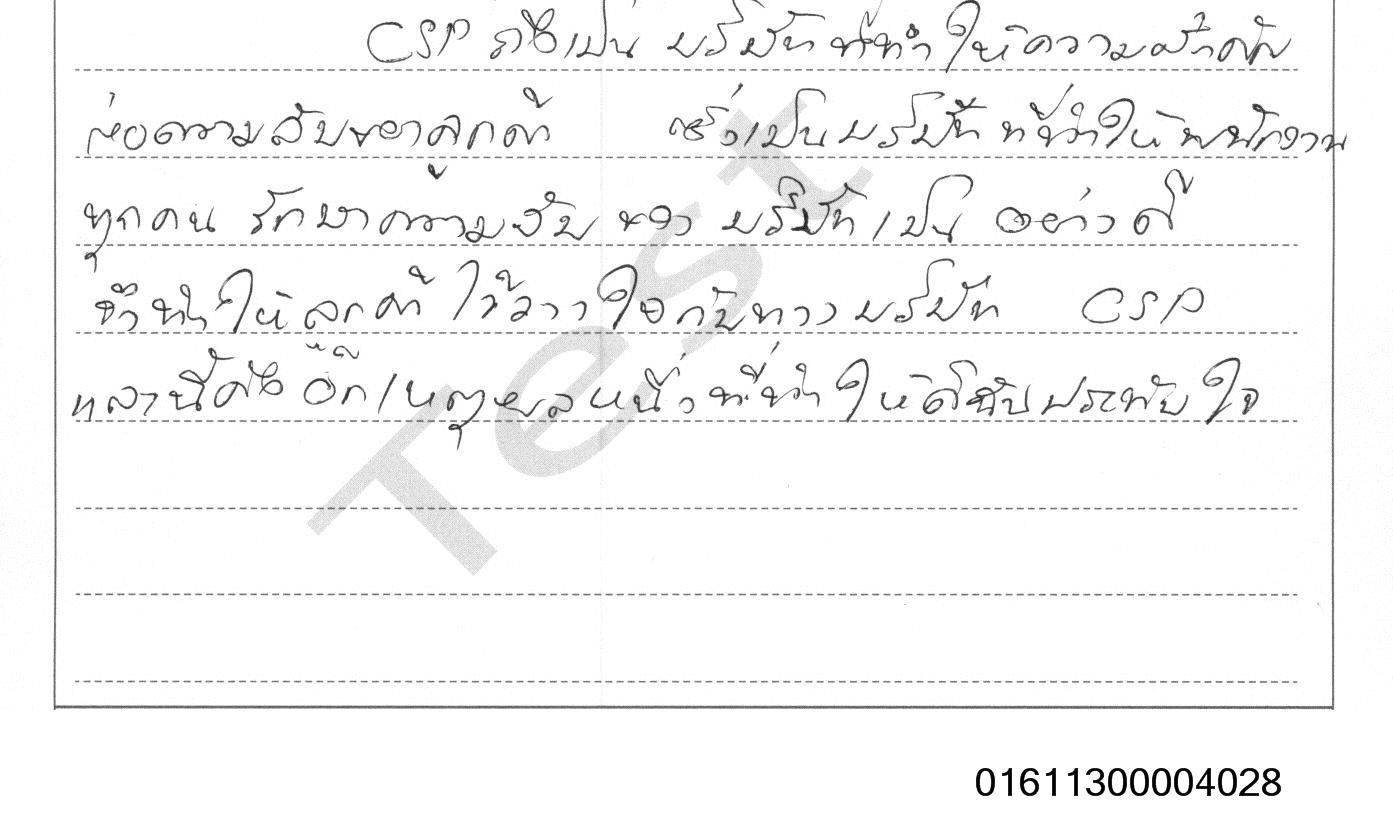 CSP ถือเป็น บริษัท ที่ทำให้ความสำคัญ
ต่อความลับของลูกค้า ซึ่งเป็นบริษัท ที่ทำให้พนักงาน
ทุกคน รักษาความลับ ของ บริษัทเป็น อย่างดี
จึงทำให้ลูกค้า ไว้วางใจกับทางบริษัท CSP
เหล่านี้คือ อีกเหตุผลหนึ่งที่ทำให้ดิฉันประทับใจ
Test
01611300004028